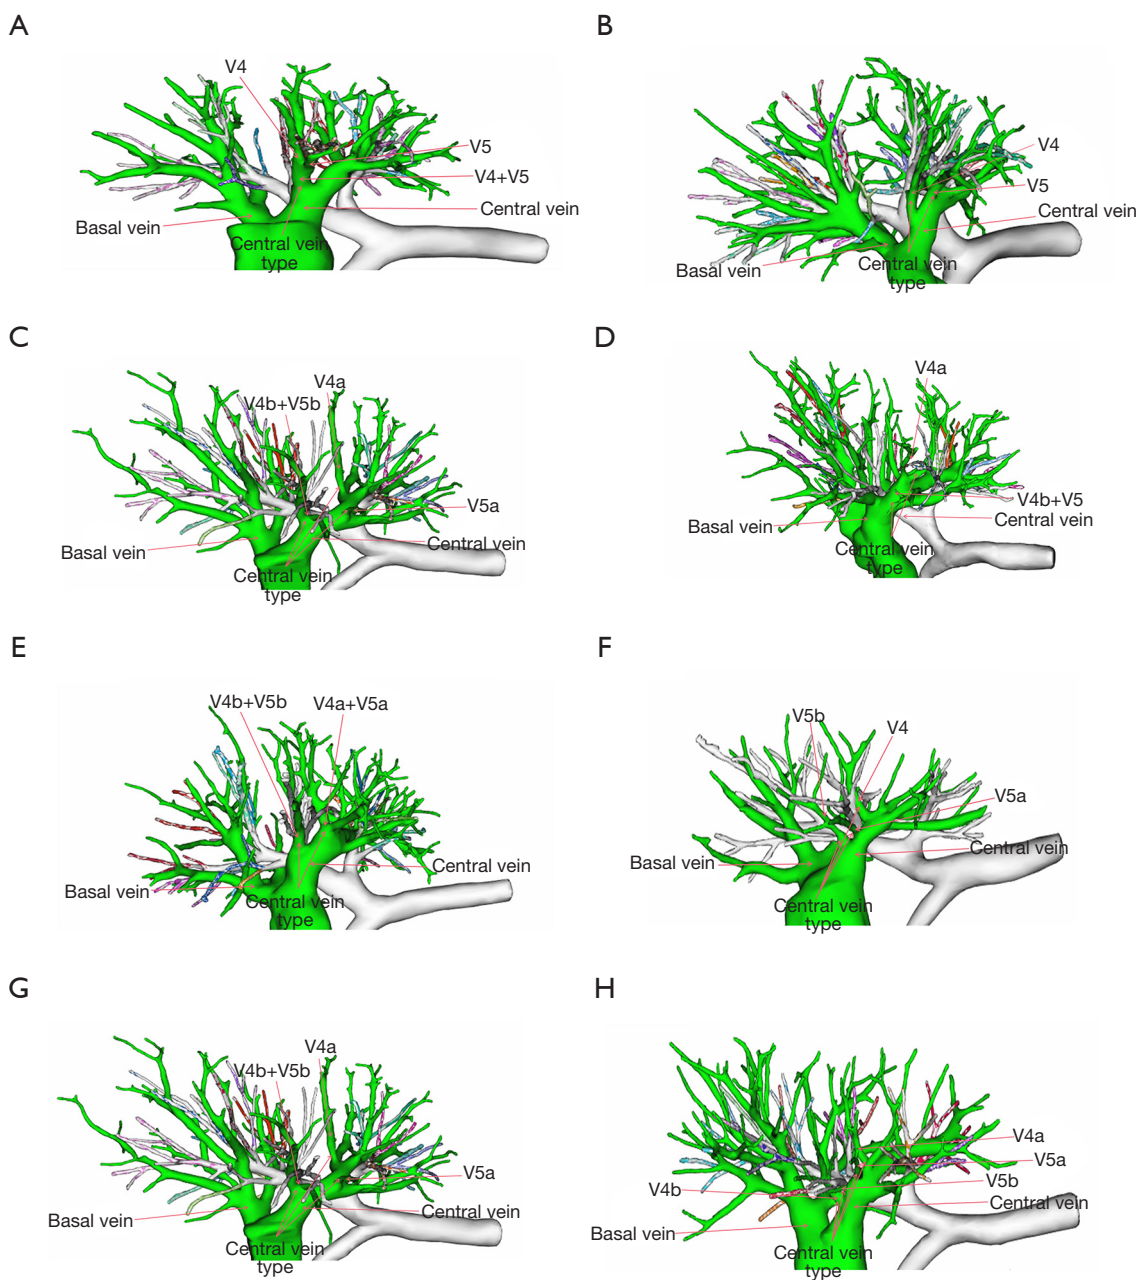 A
V4
V5
V4+V5
Central vein
Basal vein
Central vein
type
B
V4
V5
Central vein
Basal vein
Central vein
type
C
V4a
V4b+V5b
V5a
Central vein
Basal vein
Central vein
type
D
V4a
V4b+V5
Central vein
Basal vein
Central vein
type
E
V4b+V5b
V4a+V5a
Central vein
Basal vein
Central vein
type
F
V5b
V4
V5a
Central vein
Basal vein
Central vein
type
G
V4a
V4b+V5b
V5a
Central vein
Basal vein
Central vein
type
H
V4a
V5a
V5b
V4b
Central vein
Basal vein
Central vein
type